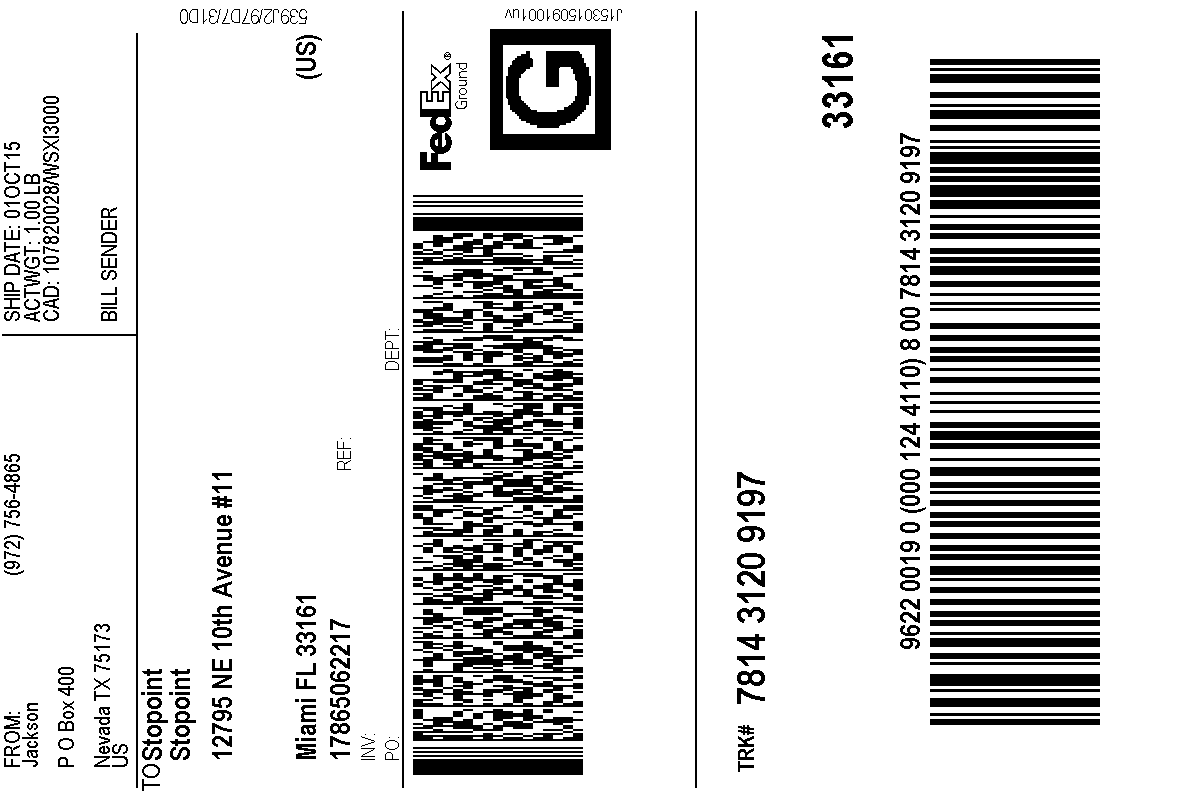 FROM:
(972) 756-4865
Jackson
P O Box 400
Nevada TX 75173
US
SHIP DATE: 01OCT15
ACTWGT: 1.00 LB
CAD: 107820028/WSXI3000
BILL SENDER
TO Stopoint
Stopoint
12795 NE 10th Avenue #11
Miami FL 33161
(US)
17865062217
REF:
INV:
PO:
DEPT:
539J2/97D7/31D0
FedEx®
Ground
G
J153015091001uv
TRK# 7814 3120 9197
33161
9622 0019 0 (000 124 4110) 8 00 7814 3120 9197